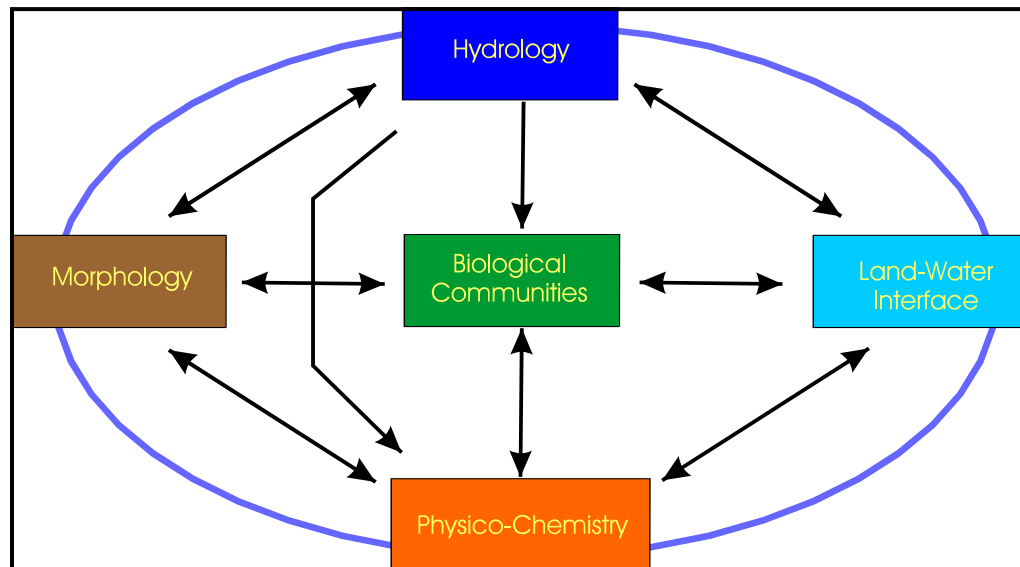 Hydrology
Morphology
Biological
Communities
Land-Water
Interface
Physico-Chemistry